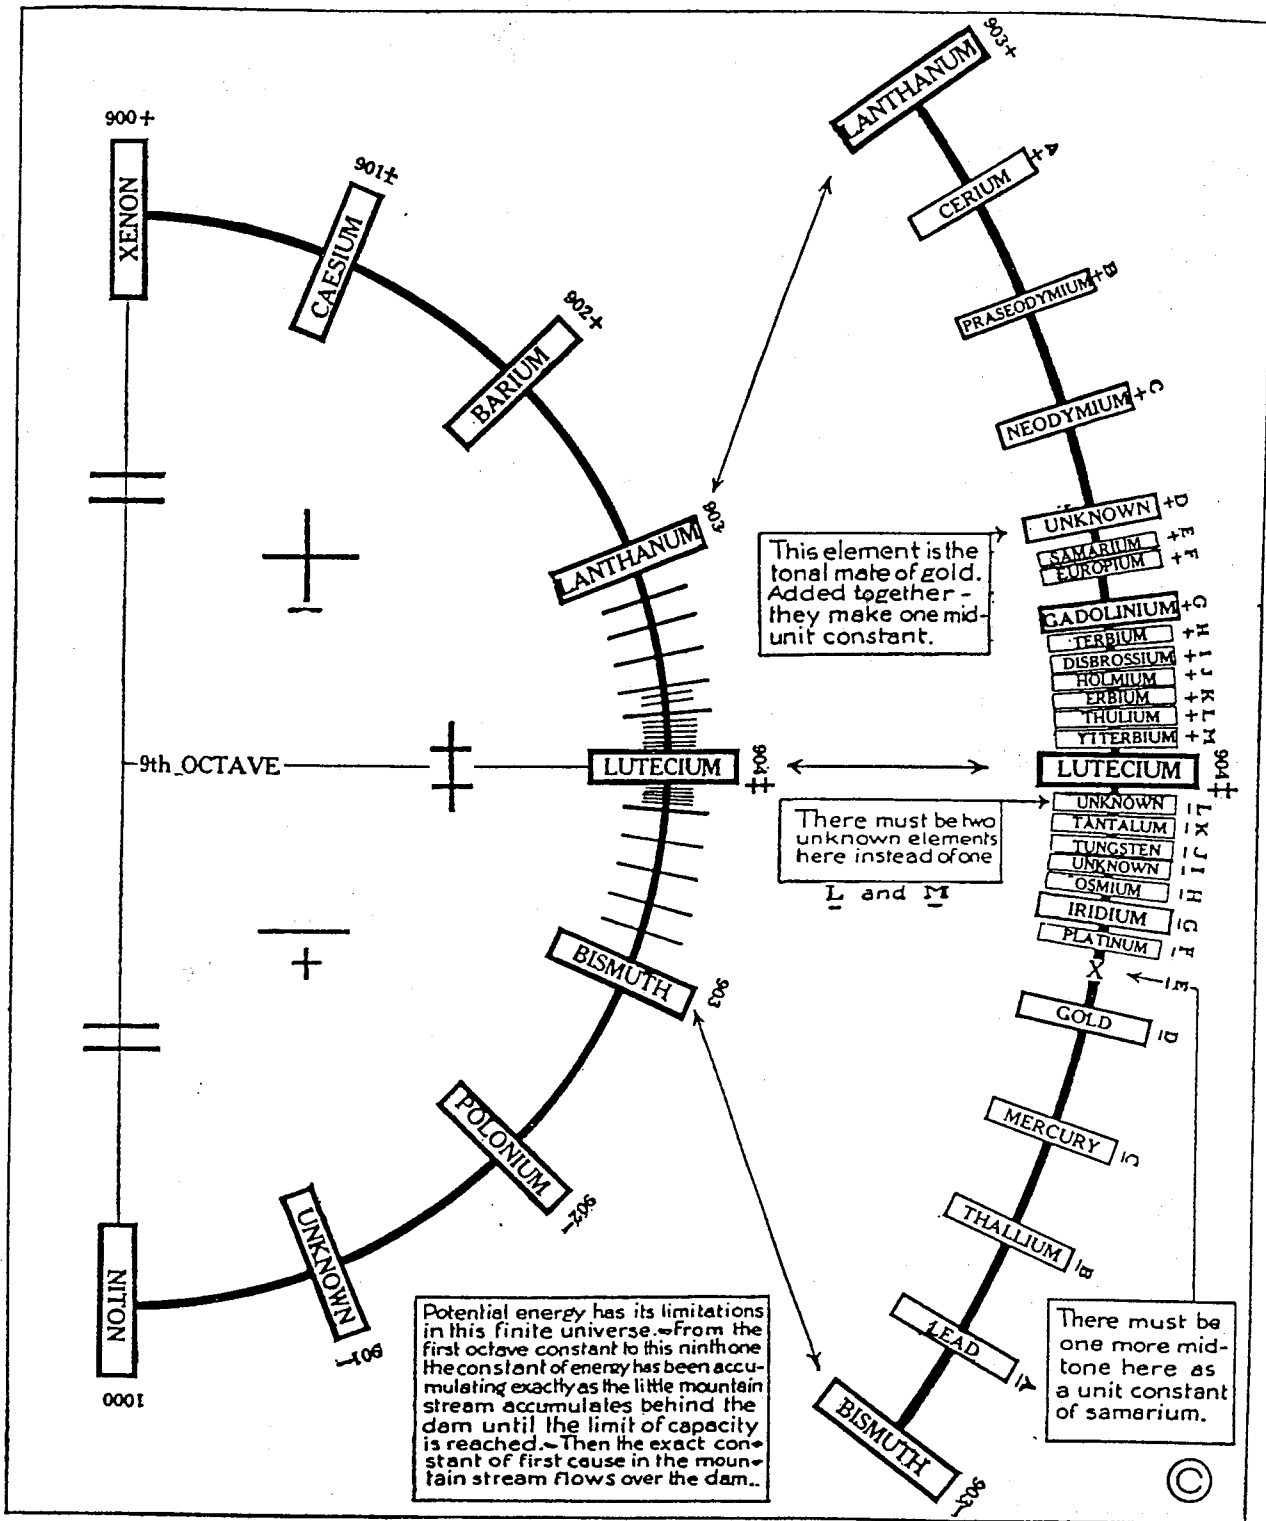 900+
XENON
901±
CAESIUM
902+
BARIUM
903
LANTHANUM
9th OCTAVE
LUTECIUM
904‡
BISMUTH
903
POLONIUM
902-
UNKNOWN
901-
NITON
1000
903+
LANTHANUM
CERIUM
A+
PRASEODYMIUM
B+
NEODYMIUM
C+
UNKNOWN
D+
SAMARIUM
E+
EUROPIUM
F+
GADOLINIUM
G+
TERBIUM
H+
DISBROSSIUM
I+
HOLMIUM
J+
ERBIUM
K+
THULIUM
L+
YTTERBIUM
M+
LUTECIUM
904‡
UNKNOWN
L-
TANTALUM
K-
TUNGSTEN
J-
UNKNOWN
I-
OSMIUM
H-
IRIDIUM
G-
PLATINUM
F-
X
E-
GOLD
D-
MERCURY
C-
THALLIUM
B-
LEAD
A-
BISMUTH
903-
This element is the
tonal mate of gold.
Added together -
they make one mid-
unit constant.
There must be two
unknown elements
here instead of one
L and M
There must be
one more mid-
tone here as
a unit constant
of samarium.
Potential energy has its limitations
in this finite universe.~From the
first octave constant to this ninth one
the constant of energy has been accu-
mulating exactly as the little mountain
stream accumulates behind the
dam until the limit of capacity
is reached.~Then the exact con-
stant of first cause in the moun-
tain stream flows over the dam..
©